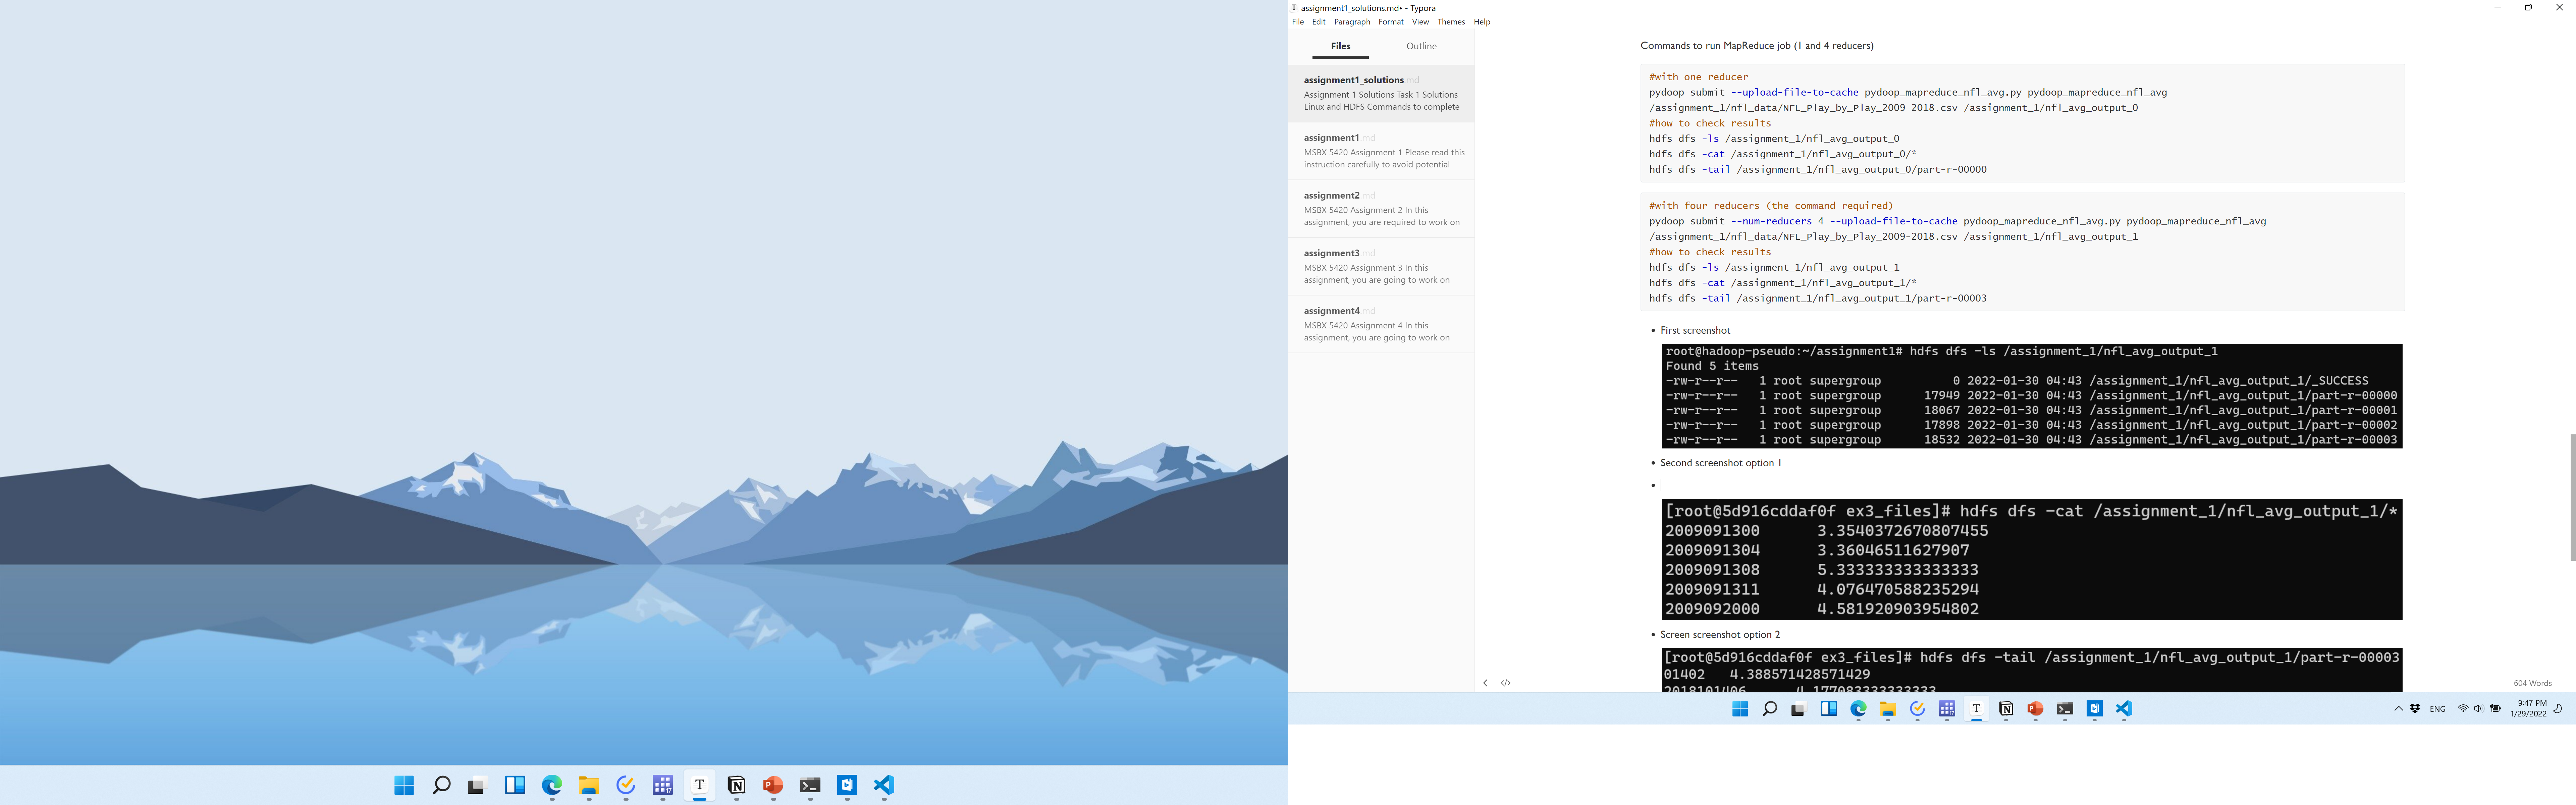 assignment1_solutions.md• - Typora
File Edit Paragraph Format View Themes Help
Files Outline
assignment1_solutions.md
Assignment 1 Solutions Task 1 Solutions
Linux and HDFS Commands to complete
assignment1.md
MSBX 5420 Assignment 1 Please read this
instruction carefully to avoid potential
assignment2.md
MSBX 5420 Assignment 2 In this
assignment, you are required to work on
assignment3.md
MSBX 5420 Assignment 3 In this
assignment, you are going to work on
assignment4.md
MSBX 5420 Assignment 4 In this
assignment, you are going to work on
Commands to run MapReduce job (1 and 4 reducers)
#with one reducer
pydoop submit --upload-file-to-cache pydoop_mapreduce_nfl_avg.py pydoop_mapreduce_nfl_avg
/assignment_1/nfl_data/NFL_Play_by_Play_2009-2018.csv /assignment_1/nfl_avg_output_0
#how to check results
hdfs dfs -ls /assignment_1/nfl_avg_output_0
hdfs dfs -cat /assignment_1/nfl_avg_output_0/*
hdfs dfs -tail /assignment_1/nfl_avg_output_0/part-r-00000
#with four reducers (the command required)
pydoop submit --num-reducers 4 --upload-file-to-cache pydoop_mapreduce_nfl_avg.py pydoop_mapreduce_nfl_avg
/assignment_1/nfl_data/NFL_Play_by_Play_2009-2018.csv /assignment_1/nfl_avg_output_1
#how to check results
hdfs dfs -ls /assignment_1/nfl_avg_output_1
hdfs dfs -cat /assignment_1/nfl_avg_output_1/*
hdfs dfs -tail /assignment_1/nfl_avg_output_1/part-r-00003
• First screenshot
root@hadoop-pseudo:~/assignment1# hdfs dfs -ls /assignment_1/nfl_avg_output_1
Found 5 items
-rw-r--r-- 1 root supergroup 0 2022-01-30 04:43 /assignment_1/nfl_avg_output_1/_SUCCESS
-rw-r--r-- 1 root supergroup 17949 2022-01-30 04:43 /assignment_1/nfl_avg_output_1/part-r-00000
-rw-r--r-- 1 root supergroup 18067 2022-01-30 04:43 /assignment_1/nfl_avg_output_1/part-r-00001
-rw-r--r-- 1 root supergroup 17898 2022-01-30 04:43 /assignment_1/nfl_avg_output_1/part-r-00002
-rw-r--r-- 1 root supergroup 18532 2022-01-30 04:43 /assignment_1/nfl_avg_output_1/part-r-00003
• Second screenshot option 1
•
[root@5d916cddaf0f ex3_files]# hdfs dfs -cat /assignment_1/nfl_avg_output_1/*
2009091300 3.3540372670807455
2009091304 3.36046511627907
2009091308 5.333333333333333
2009091311 4.076470588235294
2009092000 4.581920903954802
• Screen screenshot option 2
[root@5d916cddaf0f ex3_files]# hdfs dfs -tail /assignment_1/nfl_avg_output_1/part-r-00003
01402 4.388571428571429
2018101406 4.177083333333333
604 Words
ENG
9:47 PM
1/29/2022